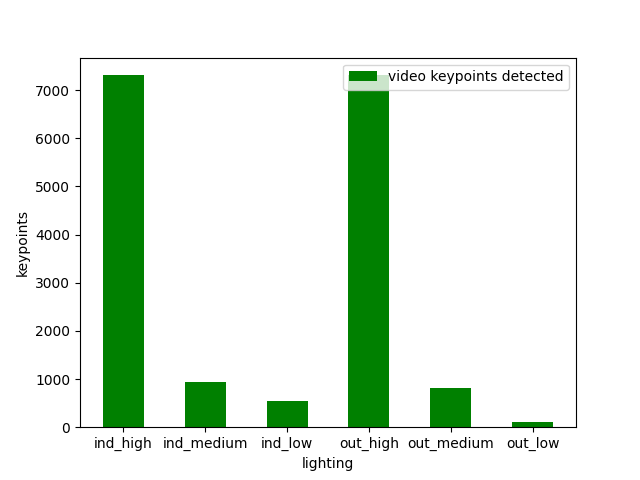 video keypoints detected
keypoints
7000
6000
5000
4000
3000
2000
1000
0
ind_high ind_medium ind_low out_high out_medium out_low
lighting